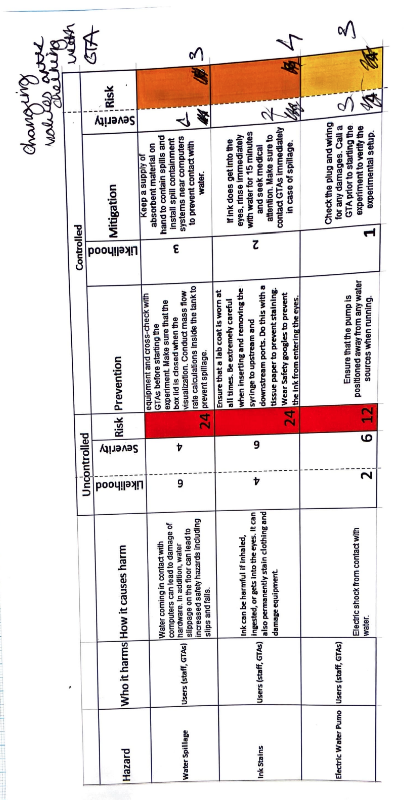 changing
values after
checking
with
GTA
Uncontrolled
Controlled
Hazard
Who it harms
How it causes harm
Likelihood
Severity
Risk
Prevention
Likelihood
Mitigation
Severity
Risk
Water Spillage
Users (staff, GTAs)
Water coming in contact with
computers can lead to damage of
hardware. In addition, water
slippage on the floor can lead to
increased safety hazards including
slips and falls.
6
4
24
equipment and cross-check with
GTAs before starting the
experiment. Make sure that the
box lid is closed when the
visualization. Conduct mass flow
rate calculations inside the tank to
prevent spillage.
3
Keep a supply of
absorbent material on
hand to contain spills and
install spill containment
systems near computers
to prevent contact with
water.
1
3
Ink Stains
Users (staff, GTAs)
Ink can be harmful if inhaled,
ingested, or gets into the eyes. It can
also permanently stain clothing and
damage equipment.
4
6
24
Ensure that a lab coat is worn at
all times. Be extremely careful
when inserting and removing the
syringe to upstream and
downstream ports. Do this with a
tissue paper to prevent staining.
Wear Safety googles to prevent
the ink from entering the eyes.
2
If ink does get into the
eyes, rinse immediately
with water for 15 minutes
and seek medical
attention. Make sure to
contact GTAs immediately
in case of spillage.
2
4
Electric Water Pump
Users (staff, GTAs)
Electric shock from contact with
water.
2
6
12
Ensure that the pump is
positioned away from any water
sources when running.
1
Check the plug and wiring
for any damages. Call a
GTA prior to starting the
experiment to verify the
experimental setup.
3
3